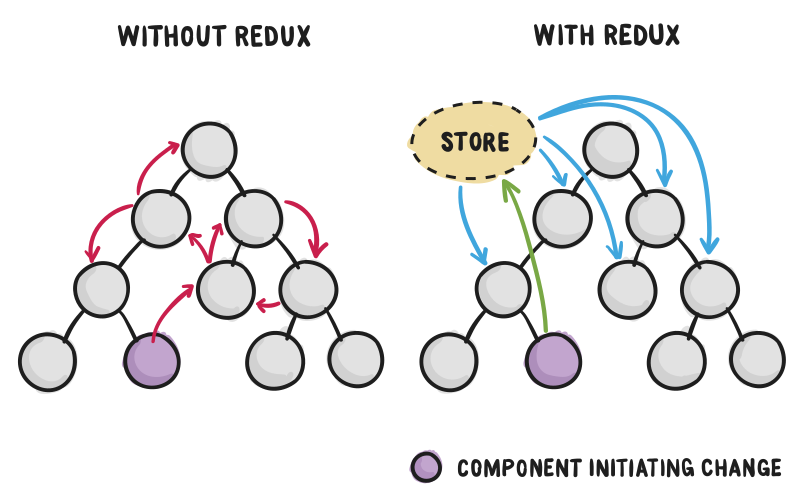 WITHOUT REDUX
WITH REDUX
STORE
COMPONENT INITIATING CHANGE